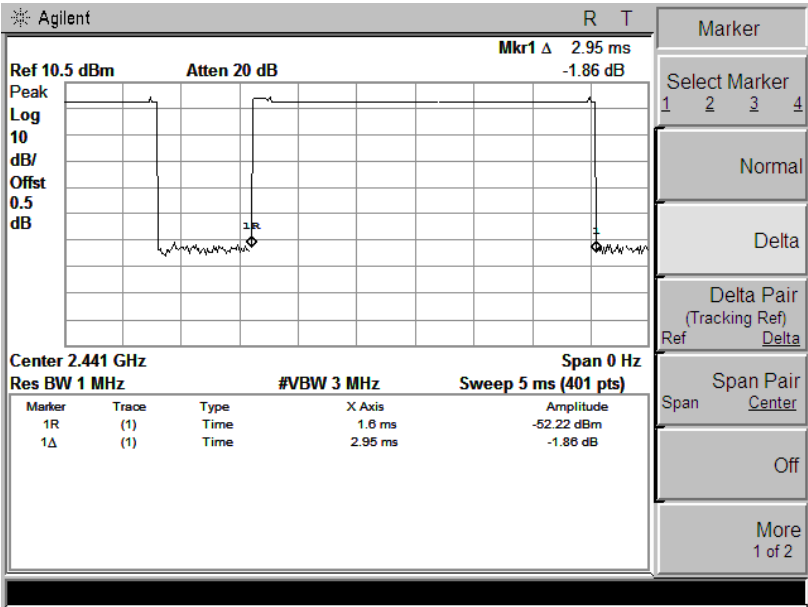 Agilent R T
Mkr1 Δ 2.95 ms
Ref 10.5 dBm Atten 20 dB -1.86 dB
Peak
Log
10
dB/
Offst
0.5
dB
1R
1
Center 2.441 GHz Span 0 Hz
Res BW 1 MHz #VBW 3 MHz Sweep 5 ms (401 pts)
Marker Trace Type X Axis Amplitude
1R (1) Time 1.6 ms -52.22 dBm
1Δ (1) Time 2.95 ms -1.86 dB
Marker
Select Marker
1 2 3 4
Normal
Delta
Delta Pair
(Tracking Ref)
Ref Delta
Span Pair
Span Center
Off
More
1 of 2